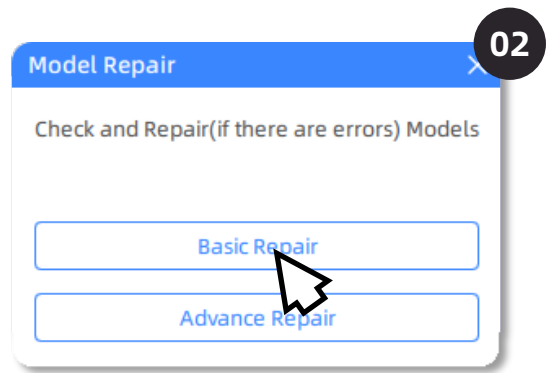 02
Model Repair
Check and Repair(if there are errors) Models
Basic Repair
Advance Repair